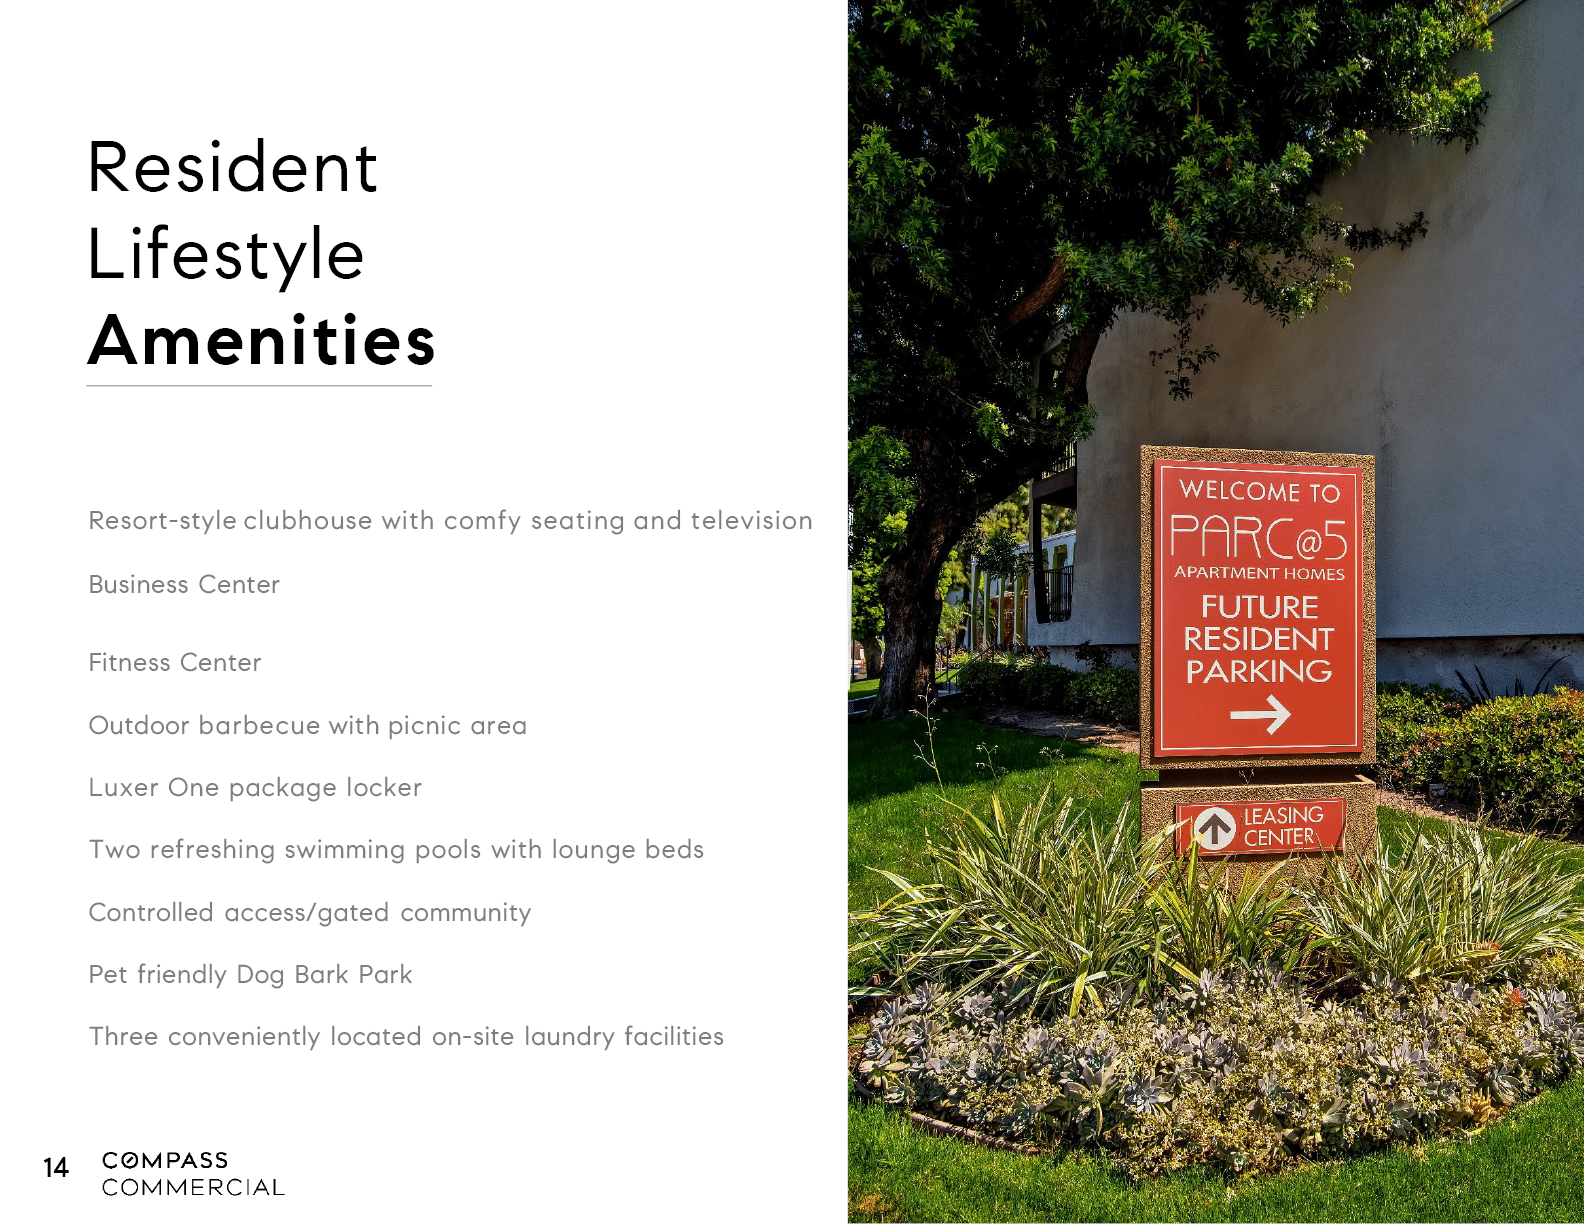 Resident
Lifestyle
Amenities
Resort-style clubhouse with comfy seating and television
Business Center
Fitness Center
Outdoor barbecue with picnic area
Luxer One package locker
Two refreshing swimming pools with lounge beds
Controlled access/gated community
Pet friendly Dog Bark Park
Three conveniently located on-site laundry facilities
14
COMPASS
COMMERCIAL
WELCOME TO
PARC@5
APARTMENT HOMES
FUTURE
RESIDENT
PARKING
LEASING
CENTER